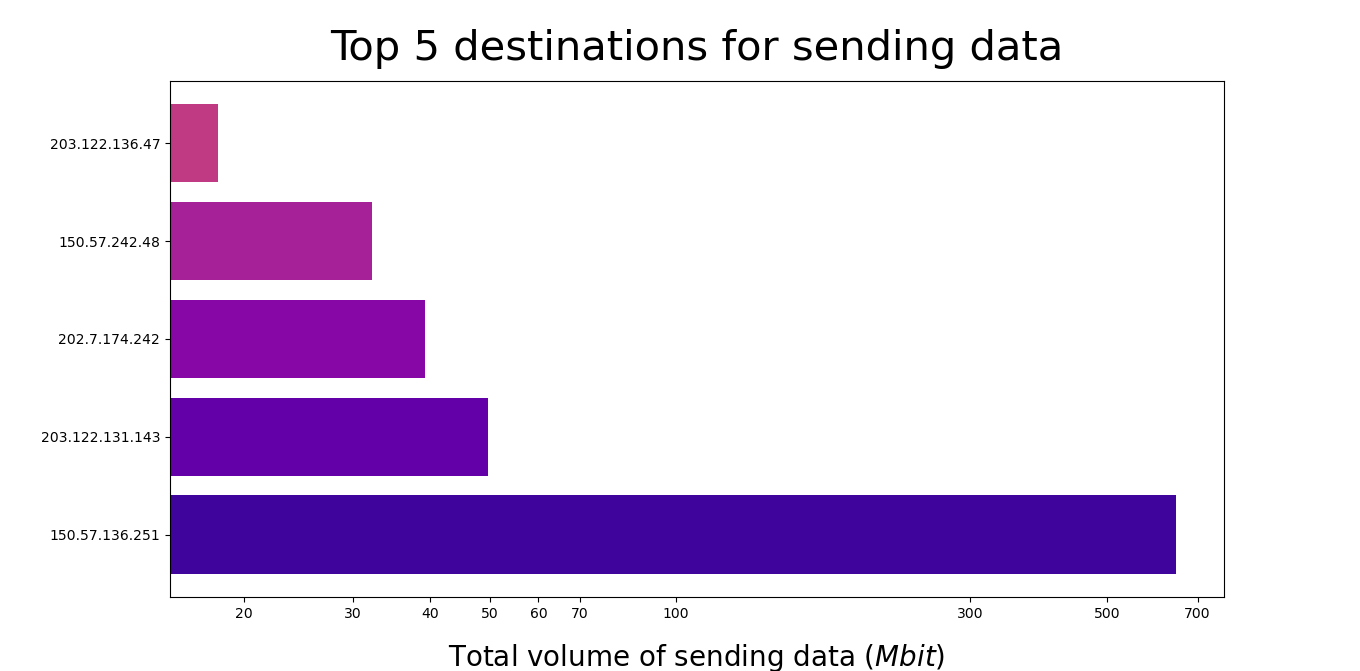 Top 5 destinations for sending data
203.122.136.47
150.57.242.48
202.7.174.242
203.122.131.143
150.57.136.251
20 30 40 50 60 70 100 300 500 700
Total volume of sending data (Mbit)